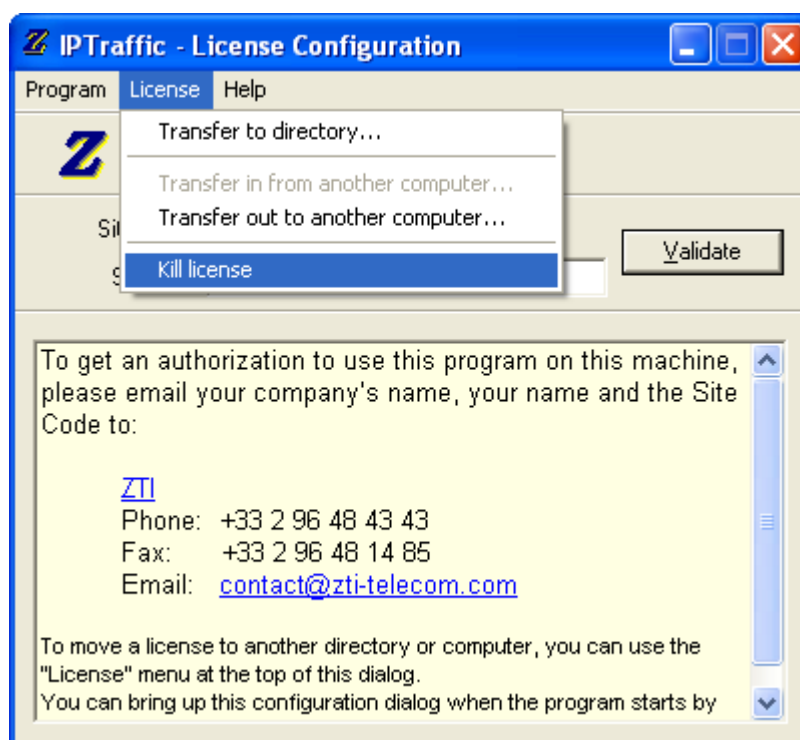 IPTraffic - License Configuration
Program License Help
Transfer to directory...
Transfer in from another computer...
Transfer out to another computer...
Kill license
Validate
To get an authorization to use this program on this machine,
please email your company's name, your name and the Site
Code to:
ZTI
Phone: +33 2 96 48 43 43
Fax: +33 2 96 48 14 85
Email: contact@zti-telecom.com
To move a license to another directory or computer, you can use the
"License" menu at the top of this dialog.
You can bring up this configuration dialog when the program starts by